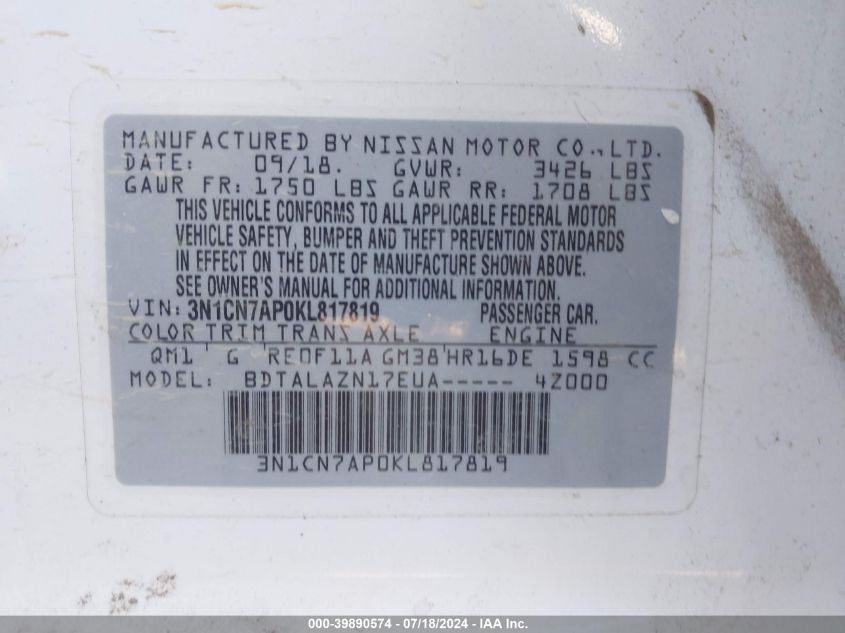 MANUFACTURED BY NISSAN MOTOR CO.,LTD.
DATE: 09/18. GVWR: 3426 LBS
GAWR FR: 1750 LBS GAWR RR: 1708 LBS
THIS VEHICLE CONFORMS TO ALL APPLICABLE FEDERAL MOTOR
VEHICLE SAFETY, BUMPER AND THEFT PREVENTION STANDARDS
IN EFFECT ON THE DATE OF MANUFACTURE SHOWN ABOVE.
SEE OWNER'S MANUAL FOR ADDITIONAL INFORMATION.
VIN: 3N1CN7AP0KL817819 PASSENGER CAR.
COLOR TRIM TRANS AXLE ENGINE
QM1 G RE0F11A GM38 HR16DE 1598 CC
MODEL: BDTALAZN17EUA----- 4Z000
3N1CN7AP0KL817819
000-39890574 / 07/18/2024 - IAA Inc.